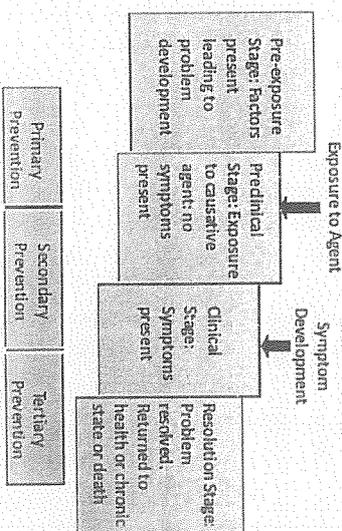 Exposure to Agent
Symptom
Development
Pre-exposure
Stage: Factors
present
leading to
problem
development
Preclinical
Stage: Exposure
to causative
agent: no
symptoms
present
Clinical
Stage:
Symptoms
present
Resolution Stage:
Problem
resolved.
Returned to
health or chronic
state or death
Primary
Prevention
Secondary
Prevention
Tertiary
Prevention